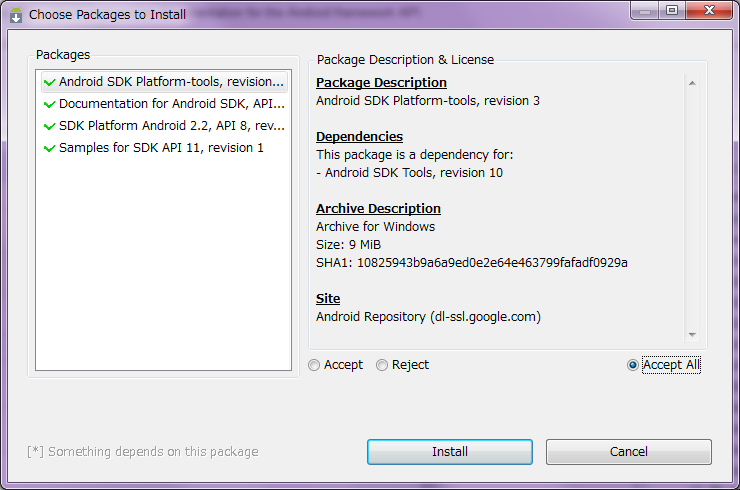 Choose Packages to Install
Packages
Android SDK Platform-tools, revision...
Documentation for Android SDK, API...
SDK Platform Android 2.2, API 8, rev...
Samples for SDK API 11, revision 1
Package Description & License
Package Description
Android SDK Platform-tools, revision 3
Dependencies
This package is a dependency for:
- Android SDK Tools, revision 10
Archive Description
Archive for Windows
Size: 9 MiB
SHA1: 10825943b9a6a9ed0e2e64e463799fafadf0929a
Site
Android Repository (dl-ssl.google.com)
Accept
Reject
Accept All
[*] Something depends on this package
Install
Cancel